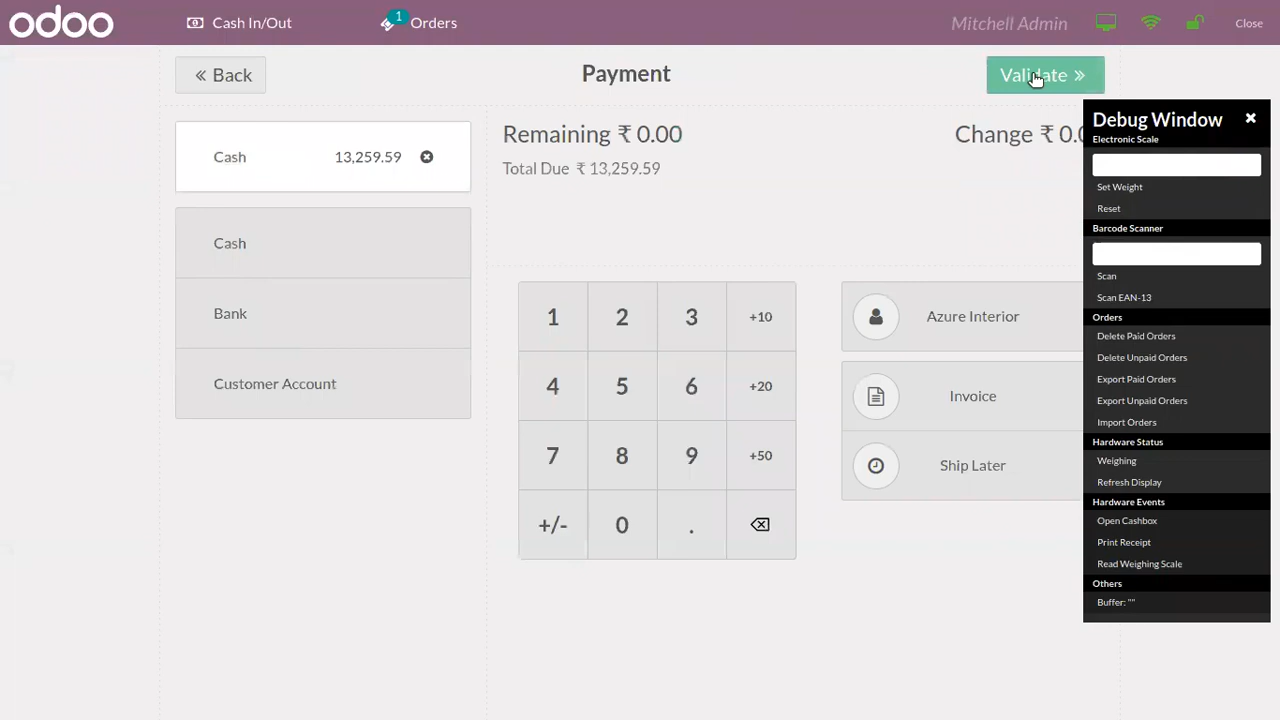 odoo
Cash In/Out
1
Orders
Mitchell Admin
Close
« Back
Payment
Validate »
Cash 13,259.59
Remaining ₹ 0.00
Change ₹ 0.0
Total Due ₹ 13,259.59
Cash
Bank
Customer Account
1 2 3 +10
4 5 6 +20
7 8 9 +50
+/- 0 .
Azure Interior
Invoice
Ship Later
Debug Window
Electronic Scale
Set Weight
Reset
Barcode Scanner
Scan
Scan EAN-13
Orders
Delete Paid Orders
Delete Unpaid Orders
Export Paid Orders
Export Unpaid Orders
Import Orders
Hardware Status
Weighing
Refresh Display
Hardware Events
Open Cashbox
Print Receipt
Read Weighing Scale
Others
Buffer: ""